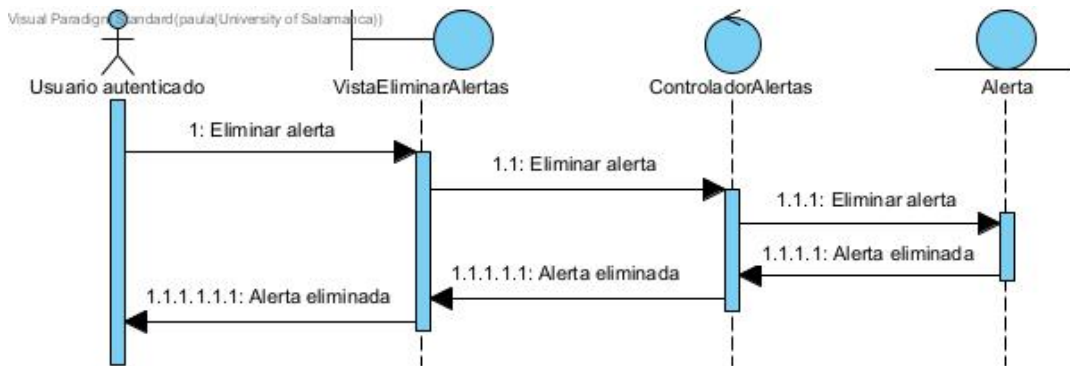 Visual Paradigm Standard(paula(University of Salamanca))
Usuario autenticado
VistaEliminarAlertas
ControladorAlertas
Alerta
1: Eliminar alerta
1.1: Eliminar alerta
1.1.1: Eliminar alerta
1.1.1.1: Alerta eliminada
1.1.1.1.1: Alerta eliminada
1.1.1.1.1.1: Alerta eliminada